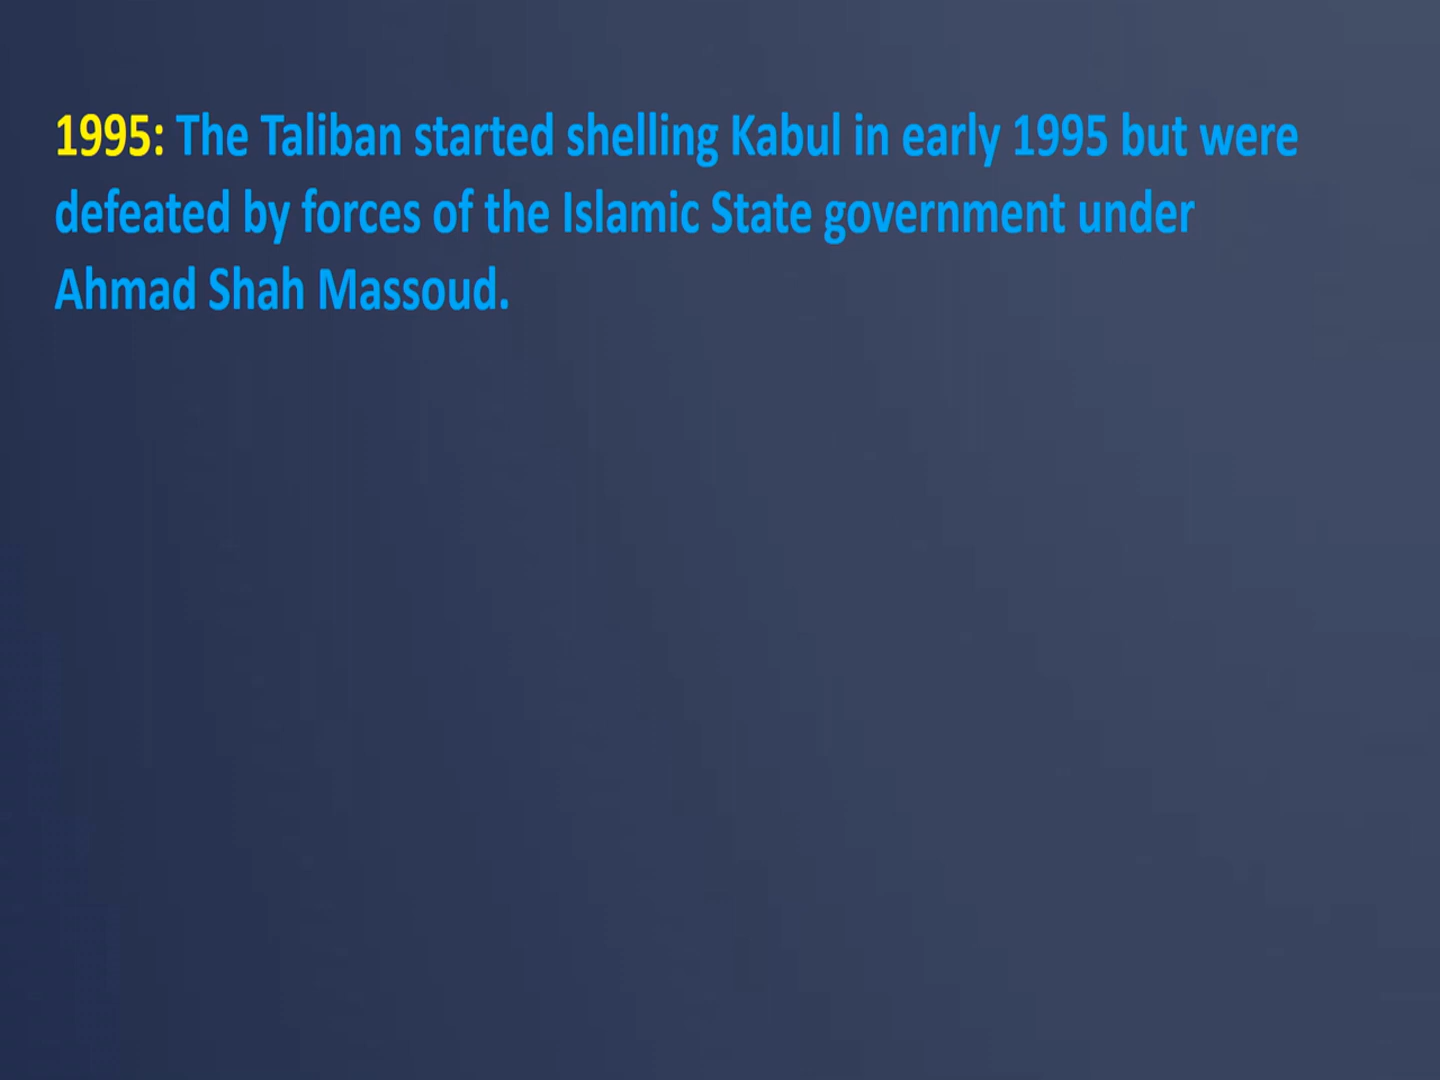 1995: The Taliban started shelling Kabul in early 1995 but were
defeated by forces of the Islamic State government under
Ahmad Shah Massoud.